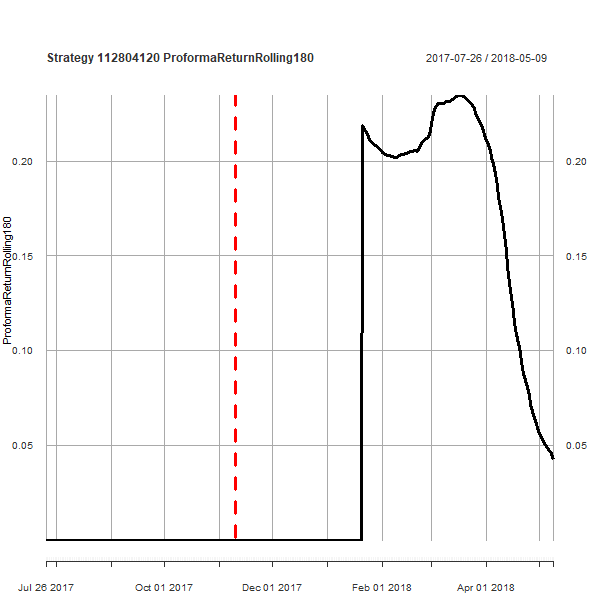 Strategy 112804120 ProformaReturnRolling180
2017-07-26 / 2018-05-09
ProformaReturnRolling180
0.20
0.15
0.10
0.05
0.20
0.15
0.10
0.05
Jul 26 2017
Oct 01 2017
Dec 01 2017
Feb 01 2018
Apr 01 2018